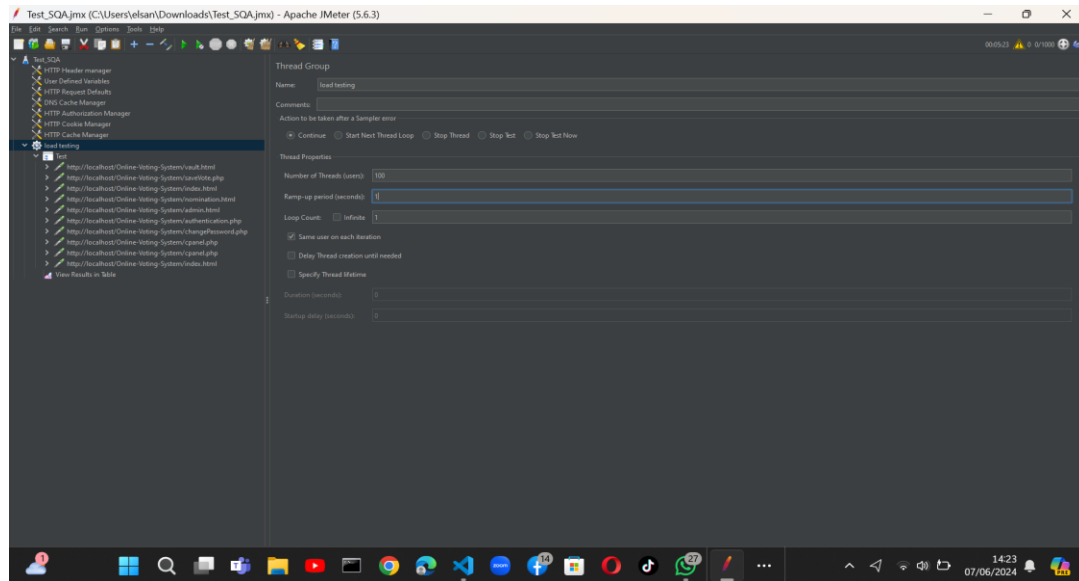 Test_SQA.jmx (C:\Users\elsan\Downloads\Test_SQA.jmx) - Apache JMeter (5.6.3)
File Edit Search Run Options Tools Help
00:05:23 0 0/1000
Test_SQA
HTTP Header manager
User Defined Variables
HTTP Request Defaults
DNS Cache Manager
HTTP Authorization Manager
HTTP Cookie Manager
HTTP Cache Manager
load testing
Test
http://localhost/Online-Voting-System/vault.html
http://localhost/Online-Voting-System/saveVote.php
http://localhost/Online-Voting-System/index.html
http://localhost/Online-Voting-System/nomination.html
http://localhost/Online-Voting-System/admin.html
http://localhost/Online-Voting-System/authentication.php
http://localhost/Online-Voting-System/changePassword.php
http://localhost/Online-Voting-System/cpanel.php
http://localhost/Online-Voting-System/cpanel.php
http://localhost/Online-Voting-System/index.html
View Results in Table
Thread Group
Name: load testing
Comments:
Action to be taken after a Sampler error
Continue Start Next Thread Loop Stop Thread Stop Test Stop Test Now
Thread Properties
Number of Threads (users): 100
Ramp-up period (seconds): 1
Loop Count: Infinite 1
Same user on each iteration
Delay Thread creation until needed
Specify Thread lifetime
Duration (seconds): 0
Startup delay (seconds): 0
1
zoom
14
27
14:23
07/06/2024
PRE